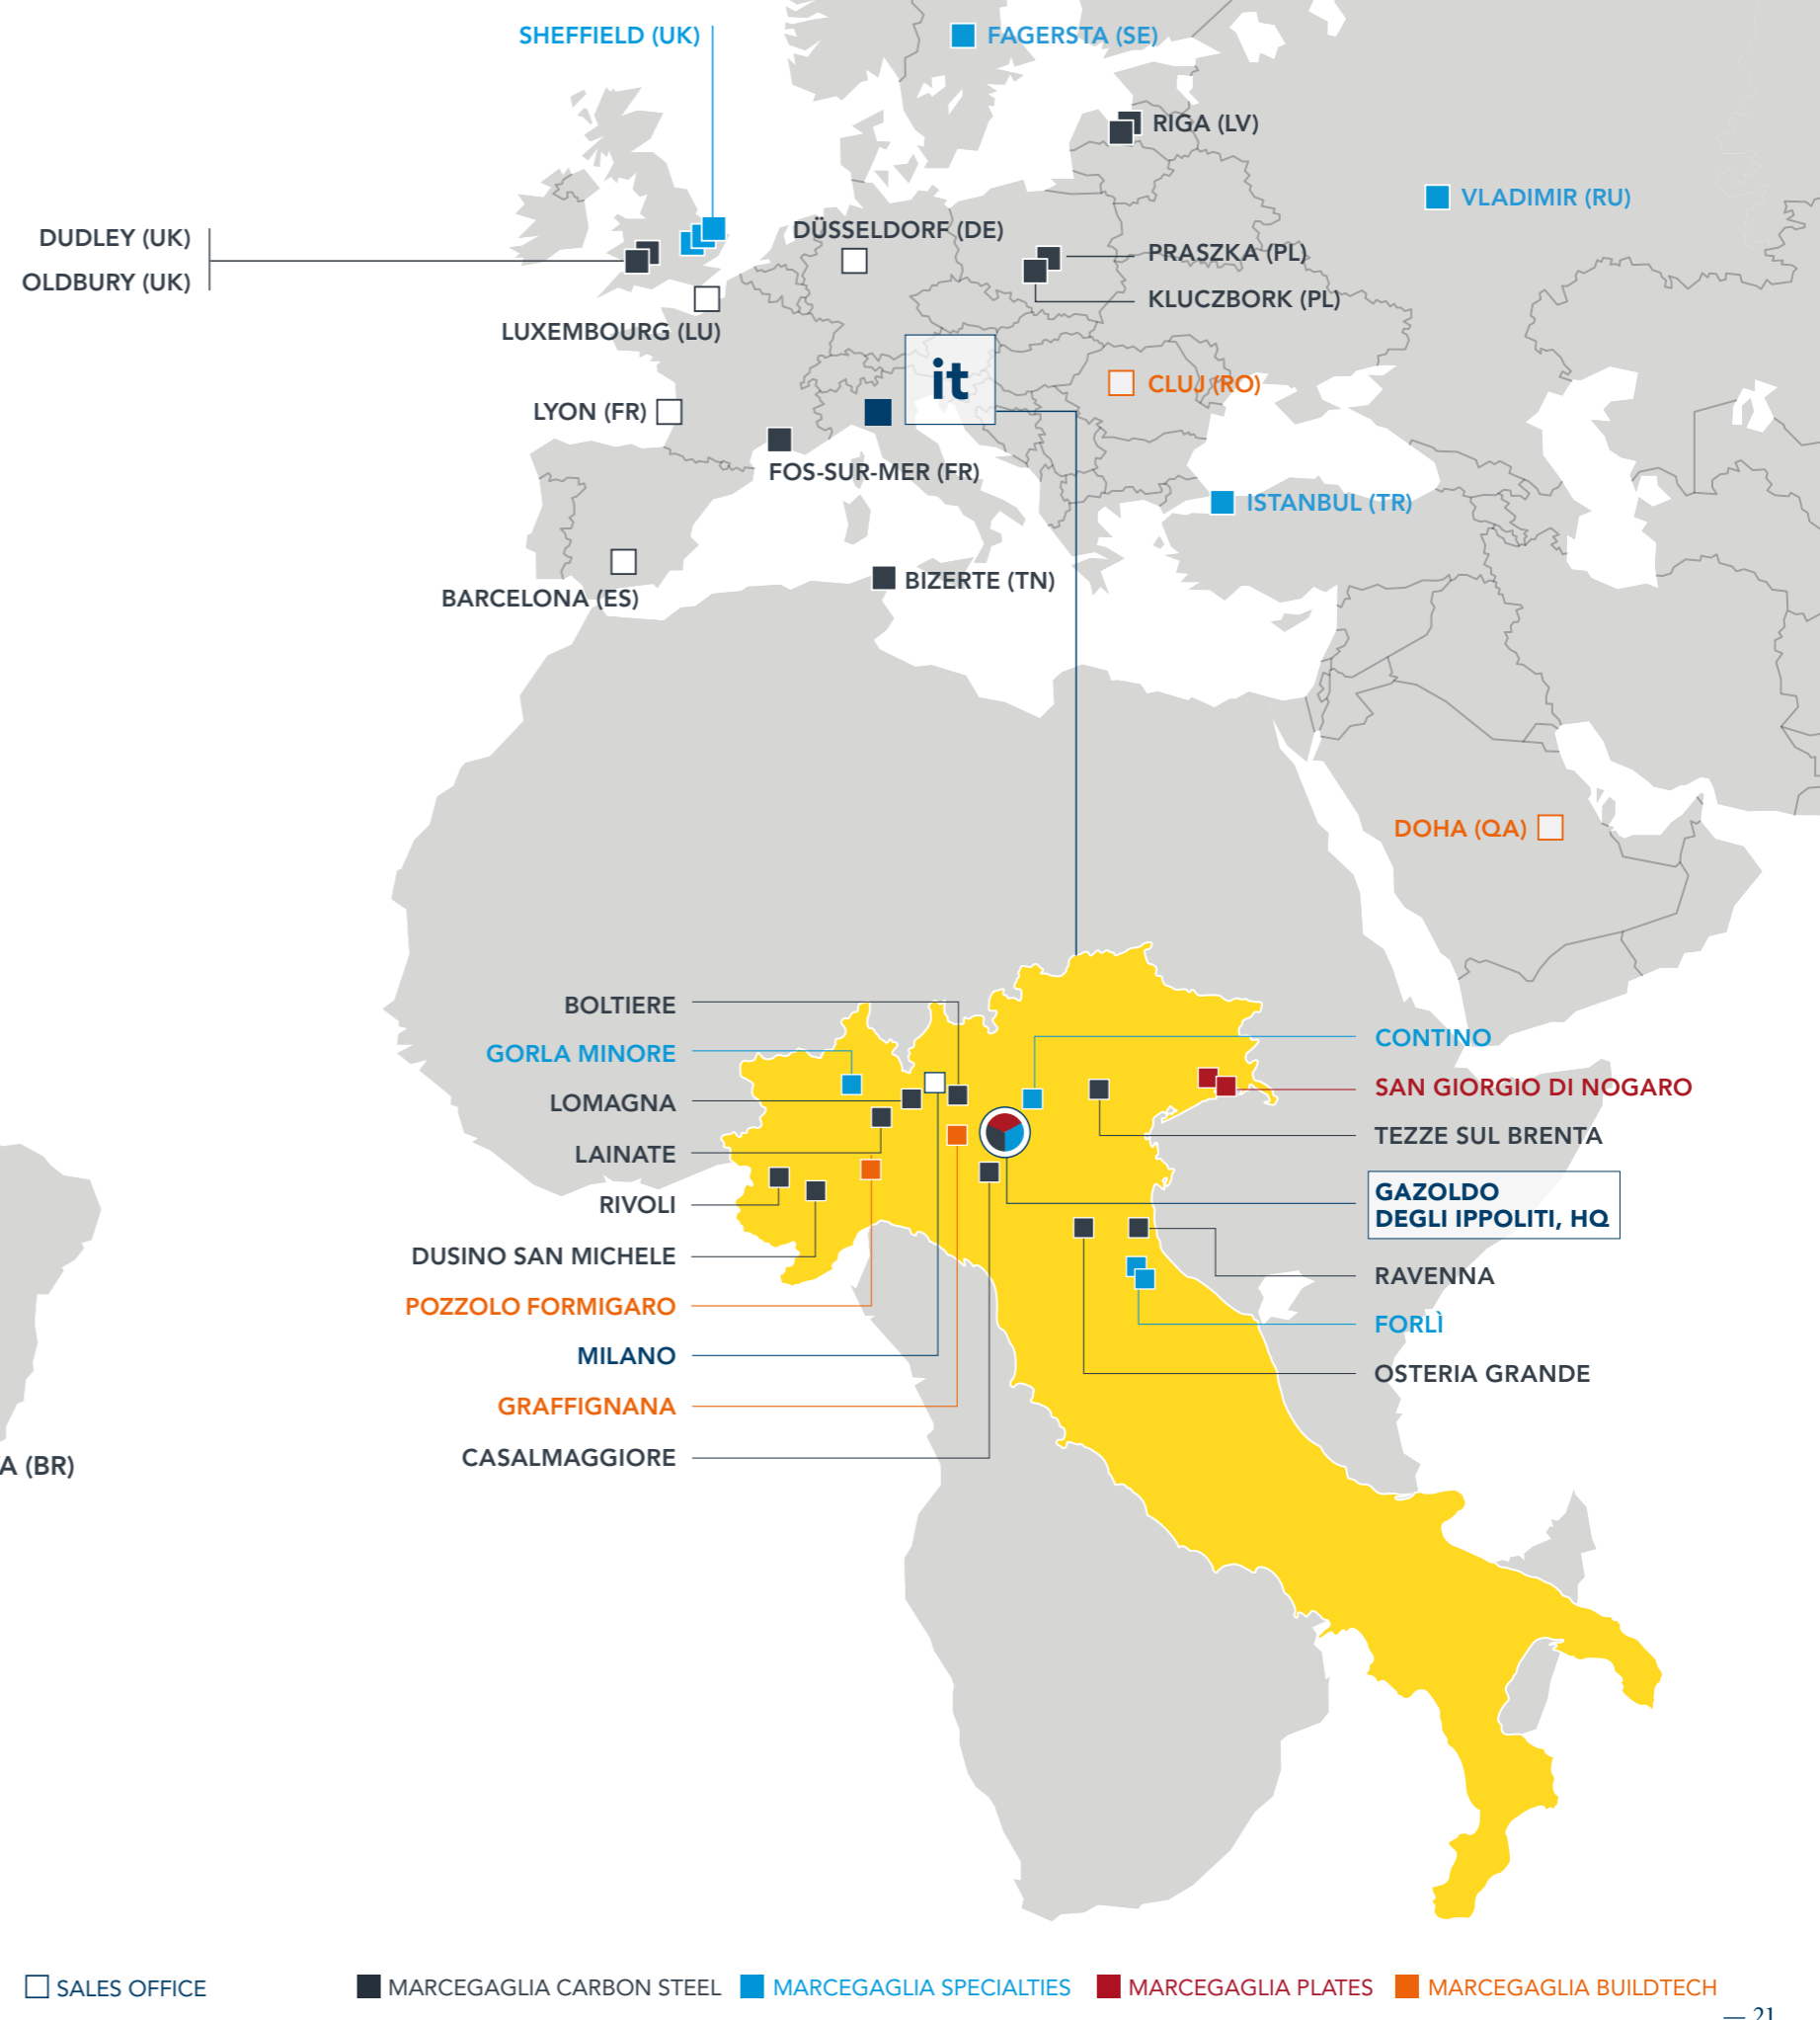 SHEFFIELD (UK)
FAGERSTA (SE)
RIGA (LV)
VLADIMIR (RU)
DUDLEY (UK)
OLDBURY (UK)
DÜSSELDORF (DE)
PRASZKA (PL)
KLUCZBORK (PL)
LUXEMBOURG (LU)
it
CLUJ (RO)
LYON (FR)
FOS-SUR-MER (FR)
ISTANBUL (TR)
BIZERTE (TN)
BARCELONA (ES)
DOHA (QA)
BOLTIERE
GORLA MINORE
LOMAGNA
LAINATE
RIVOLI
DUSINO SAN MICHELE
POZZOLO FORMIGARO
MILANO
GRAFFIGNANA
CASALMAGGIORE
CONTINO
SAN GIORGIO DI NOGARO
TEZZE SUL BRENTA
GAZOLDO
DEGLI IPPOLITI, HQ
RAVENNA
FORLÌ
OSTERIA GRANDE
A (BR)
SALES OFFICE
MARCEGAGLIA CARBON STEEL
MARCEGAGLIA SPECIALTIES
MARCEGAGLIA PLATES
MARCEGAGLIA BUILDTECH
— 21